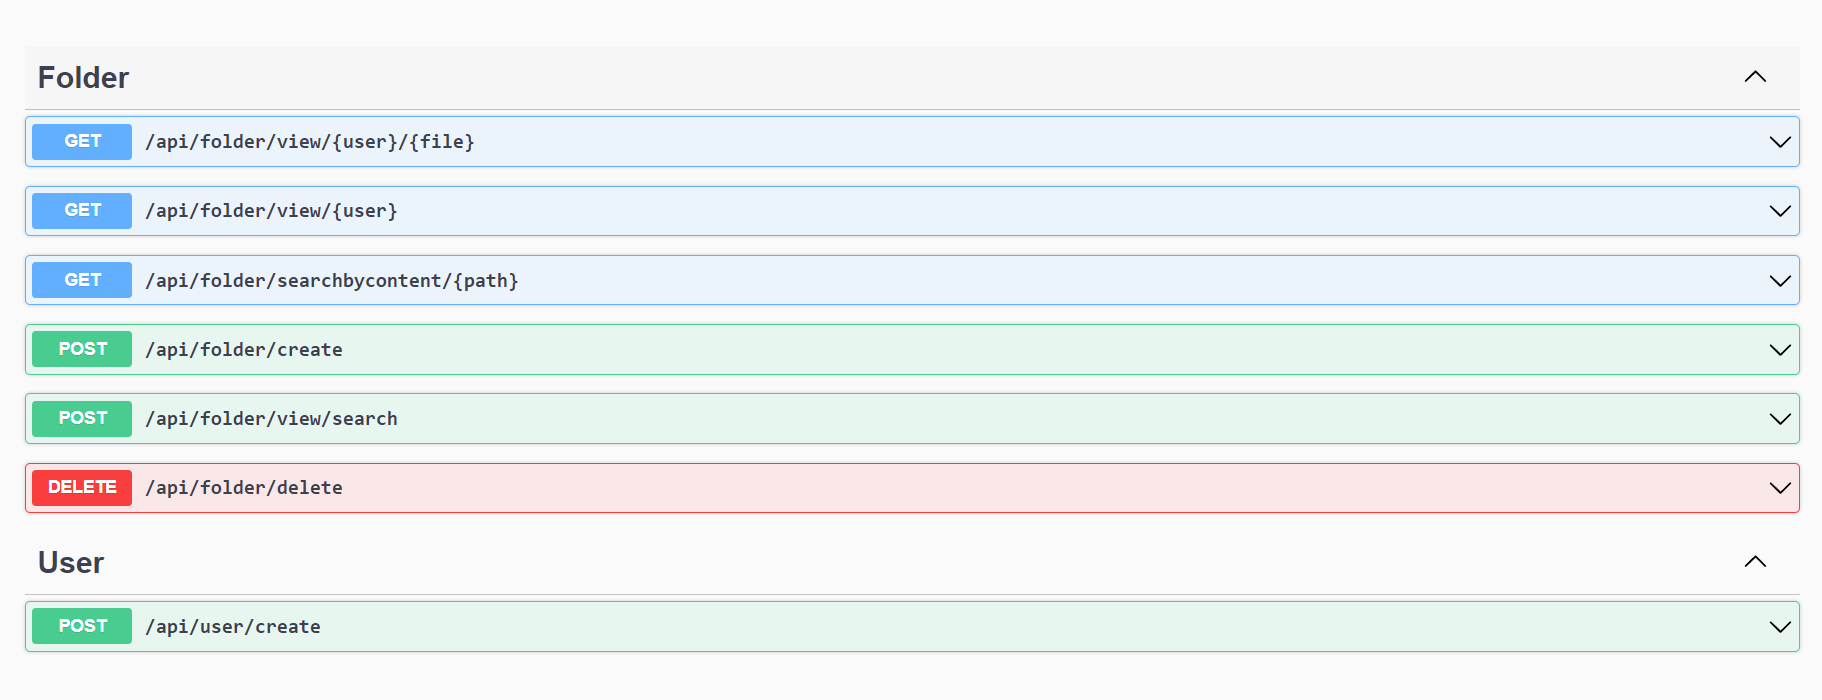 Folder
GET /api/folder/view/{user}/{file}
GET /api/folder/view/{user}
GET /api/folder/searchbycontent/{path}
POST /api/folder/create
POST /api/folder/view/search
DELETE /api/folder/delete
User
POST /api/user/create